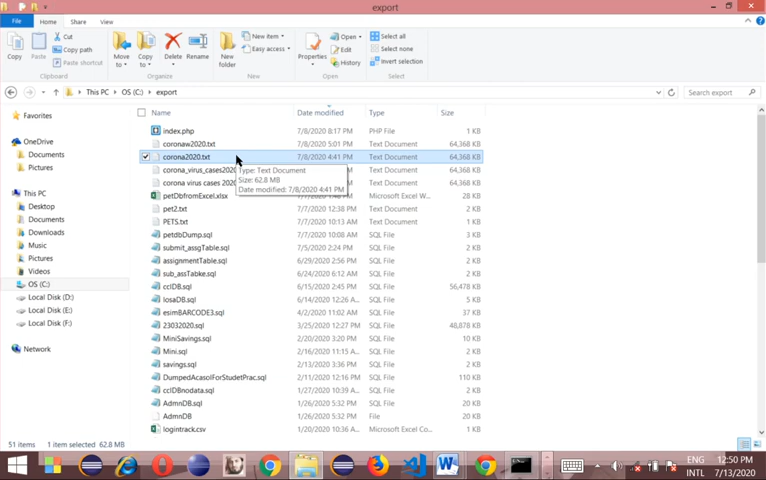 export
File Home Share View
Copy
Paste
Cut
Copy path
Paste shortcut
Clipboard
Move to
Copy to
Delete
Rename
Organize
New folder
New item
Easy access
New
Properties
Open
Edit
History
Open
Select all
Select none
Invert selection
Select
This PC OS (C:) export
Search export
Favorites
OneDrive
Documents
Pictures
This PC
Desktop
Documents
Downloads
Music
Pictures
Videos
OS (C:)
Local Disk (D:)
Local Disk (E:)
Local Disk (F:)
Network
Name Date modified Type Size
index.php 7/8/2020 8:17 PM PHP File 1 KB
coronaw2020.txt 7/8/2020 5:01 PM Text Document 64,368 KB
corona2020.txt 7/8/2020 4:41 PM Text Document 64,368 KB
corona_virus_cases2020 Text Document 64,368 KB
corona virus cases 2020 Text Document 64,368 KB
Type: Text Document
Size: 62.8 MB
Date modified: 7/8/2020 4:41 PM
petDbfromExcel.xlsx Microsoft Excel W... 28 KB
pet2.txt 7/7/2020 12:38 PM Text Document 1 KB
PETS.txt 7/7/2020 10:13 AM Text Document 1 KB
petdbDump.sql 7/7/2020 10:08 AM SQL File 3 KB
submit_assgTable.sql 7/5/2020 2:24 PM SQL File 2 KB
assignmentTable.sql 6/29/2020 2:56 PM SQL File 2 KB
sub_assTabke.sql 6/24/2020 6:12 AM SQL File 2 KB
cclDB.sql 6/15/2020 2:45 PM SQL File 56,478 KB
losaDB.sql 6/14/2020 12:26 A... SQL File 5 KB
esimBARCODE3.sql 4/2/2020 11:02 AM SQL File 37 KB
23032020.sql 3/25/2020 12:27 PM SQL File 48,878 KB
MiniSavings.sql 2/20/2020 3:20 PM SQL File 10 KB
Mini.sql 2/16/2020 11:15 A... SQL File 2 KB
savings.sql 2/13/2020 3:36 PM SQL File 2 KB
DumpedAcasolForStudetPrac.sql 2/11/2020 12:16 PM SQL File 110 KB
cclDBnodata.sql 1/27/2020 10:39 A... SQL File 2 KB
AdmnDB.sql 1/26/2020 5:32 PM SQL File 20 KB
AdmnDB 1/26/2020 5:32 PM File 20 KB
logintrack.csv 1/20/2020 10:36 A... Microsoft Excel Co... 1 KB
51 items 1 item selected 62.8 MB
ENG 12:50 PM
INTL 7/13/2020